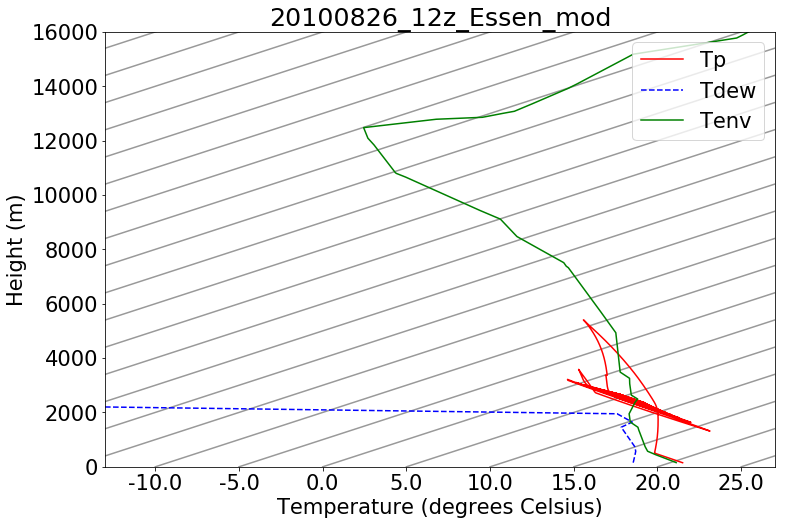 20100826_12z_Essen_mod
16000
14000
12000
10000
8000
6000
4000
2000
0
Height (m)
Tp
Tdew
Tenv
-10.0 -5.0 0.0 5.0 10.0 15.0 20.0 25.0
Temperature (degrees Celsius)